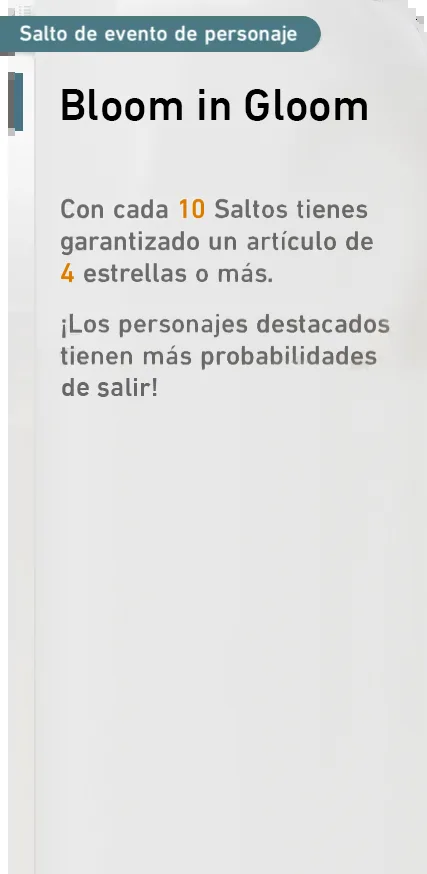 Salto de evento de personaje
Bloom in Gloom
Con cada 10 Saltos tienes
garantizado un artículo de
4 estrellas o más.
¡Los personajes destacados
tienen más probabilidades
de salir!